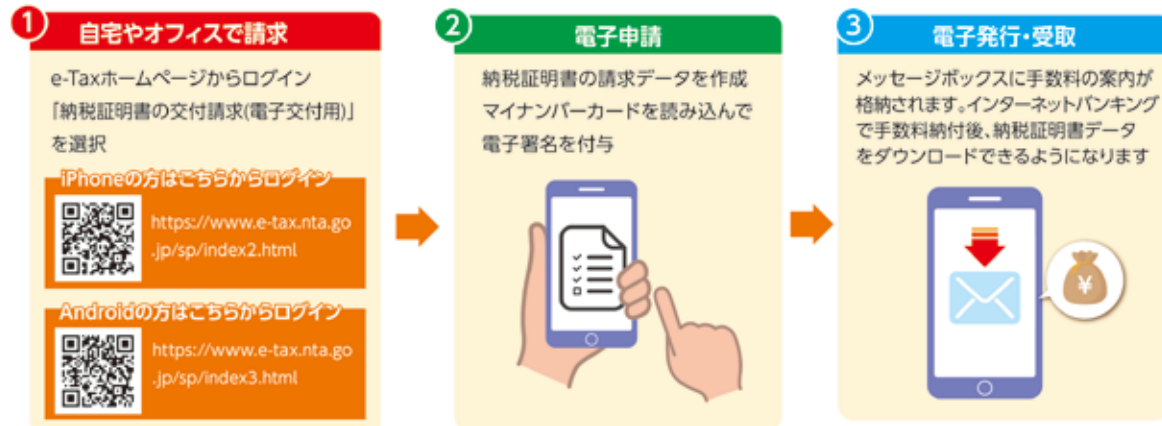 1 自宅やオフィスで請求
e-Taxホームページからログイン
「納税証明書の交付請求(電子交付用)」
を選択
iPhoneの方はこちらからログイン
https://www.e-tax.nta.go
.jp/sp/index2.html
Androidの方はこちらからログイン
https://www.e-tax.nta.go
.jp/sp/index3.html
2 電子申請
納税証明書の請求データを作成
マイナンバーカードを読み込んで
電子署名を付与
3 電子発行・受取
メッセージボックスに手数料の案内が
格納されます。インターネットバンキング
で手数料納付後、納税証明書データ
をダウンロードできるようになります
¥